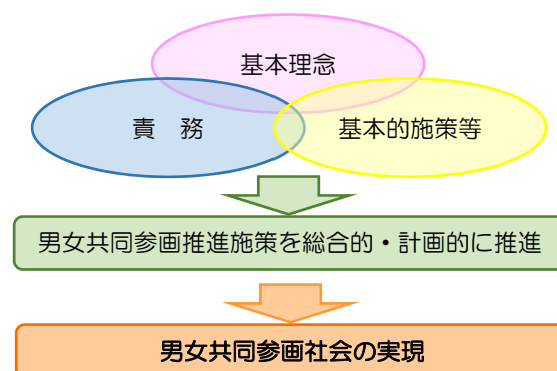 基本理念
責　務
基本的施策等
男女共同参画推進施策を総合的・計画的に推進
男女共同参画社会の実現